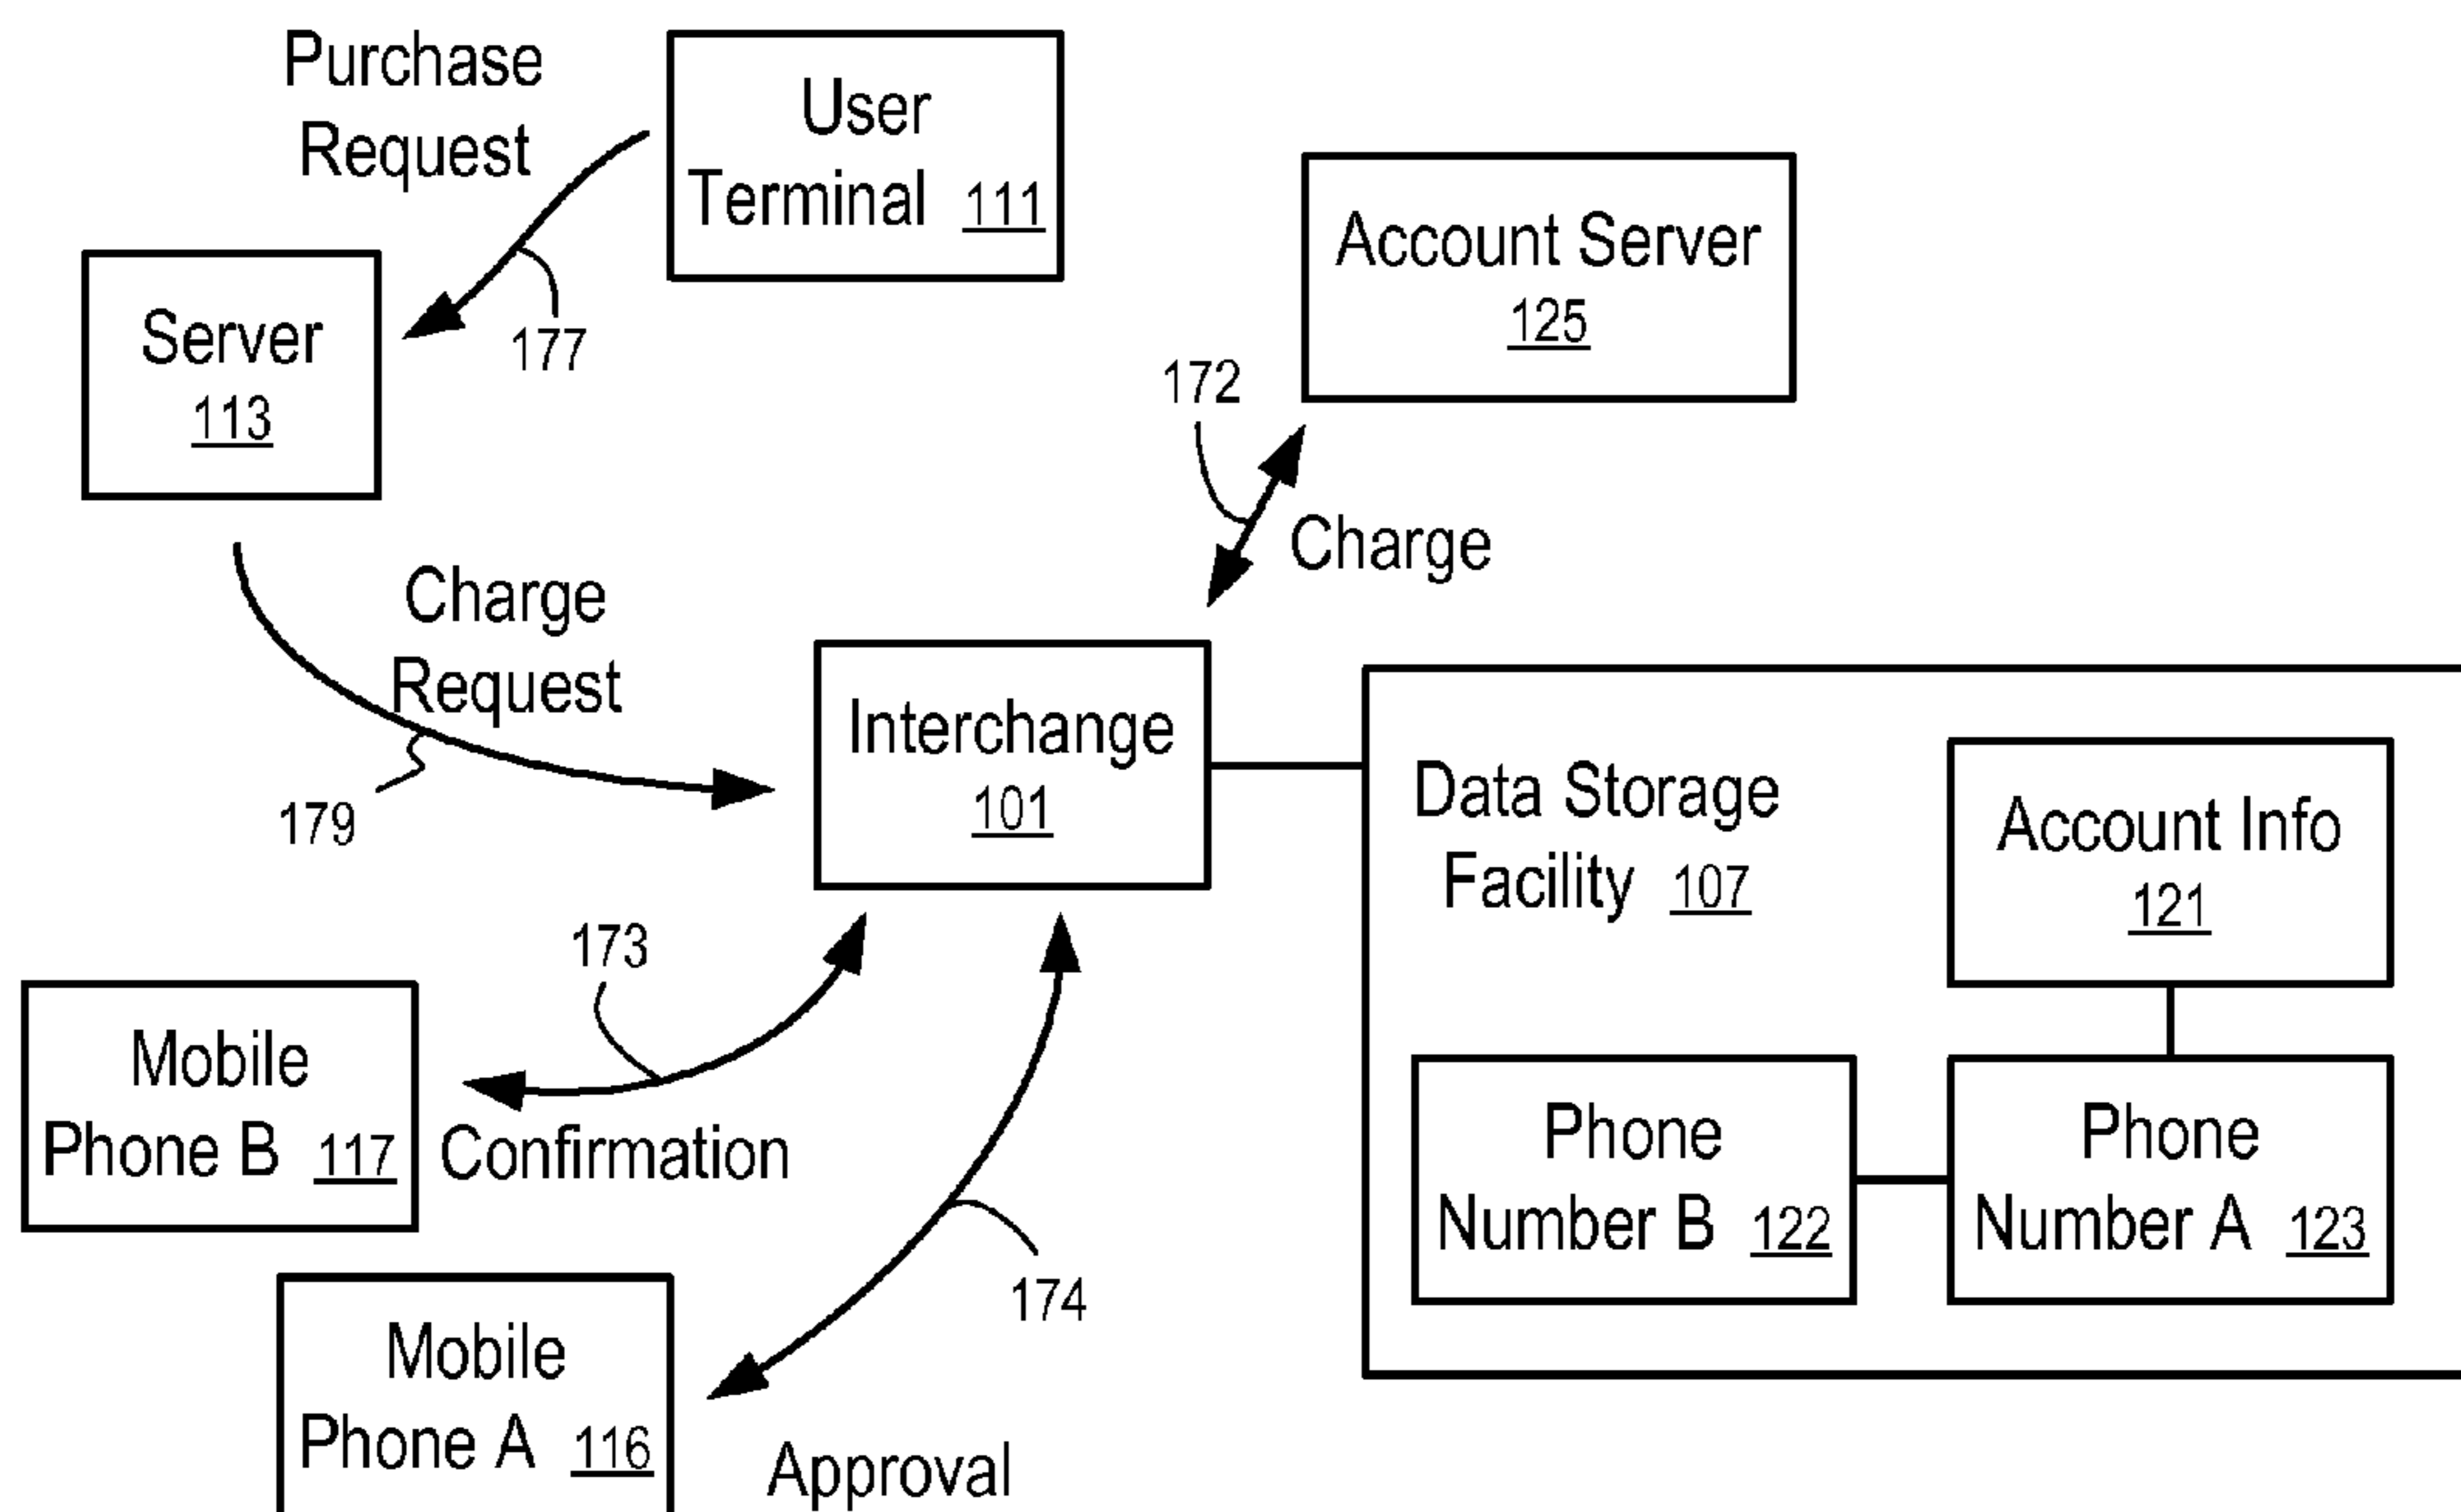 Purchase
Request
User
Terminal 111
177
Server
113
Account Server
125
172
Charge
Charge
Request
179
Interchange
101
Data Storage
Facility 107
Account Info
121
173
Mobile
Phone B 117
Confirmation
Phone
Number B 122
Phone
Number A 123
174
Mobile
Phone A 116
Approval